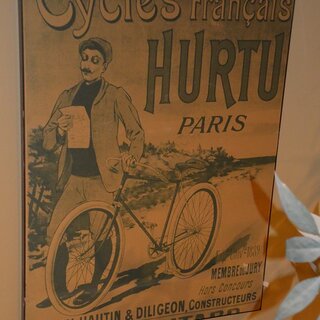 Cycles Français
HURTU
PARIS
MEMBRE DU JURY
Hors Concours
HAUTIN & DILIGEON, CONSTRUCTEURS